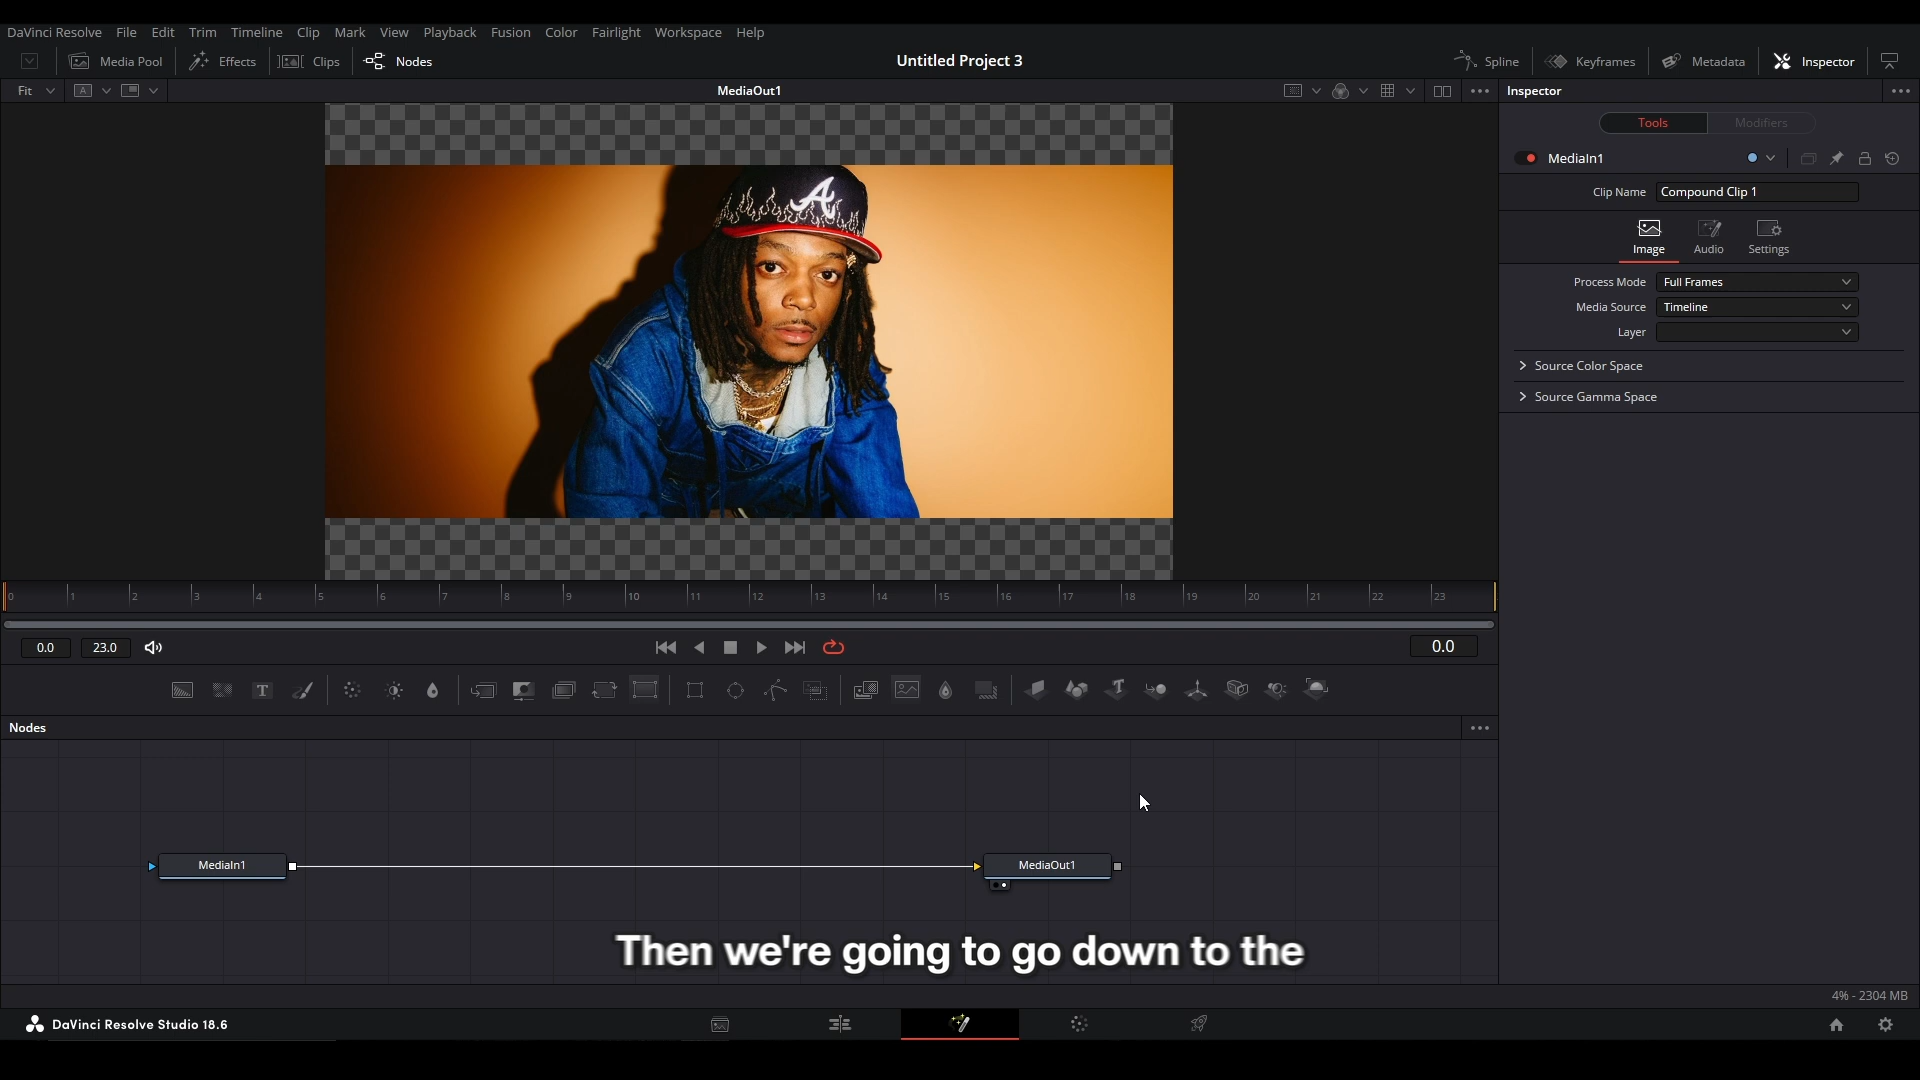 DaVinci Resolve File Edit Trim Timeline Clip Mark View Playback Fusion Color Fairlight Workspace Help
Media Pool Effects Clips Nodes Untitled Project 3 Spline Keyframes Metadata Inspector
Fit A MediaOut1 Inspector
Tools Modifiers
MediaIn1
Clip Name Compound Clip 1
Image Audio Settings
Process Mode Full Frames
Media Source Timeline
Layer
Source Color Space
Source Gamma Space
A
0 1 2 3 4 5 6 7 8 9 10 11 12 13 14 15 16 17 18 19 20 21 22 23
0.0 23.0 0.0
T T
Nodes
MediaIn1 MediaOut1
Then we're going to go down to the
4% - 2304 MB
DaVinci Resolve Studio 18.6